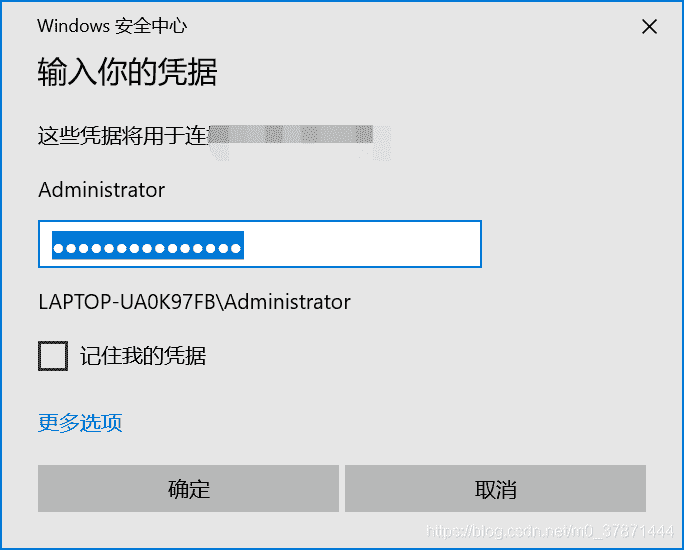 Windows 安全中心
输入你的凭据
这些凭据将用于连
Administrator
LAPTOP-UA0K97FB\Administrator
记住我的凭据
更多选项
确定 取消
https://blog.csdn.net/m0_37871444